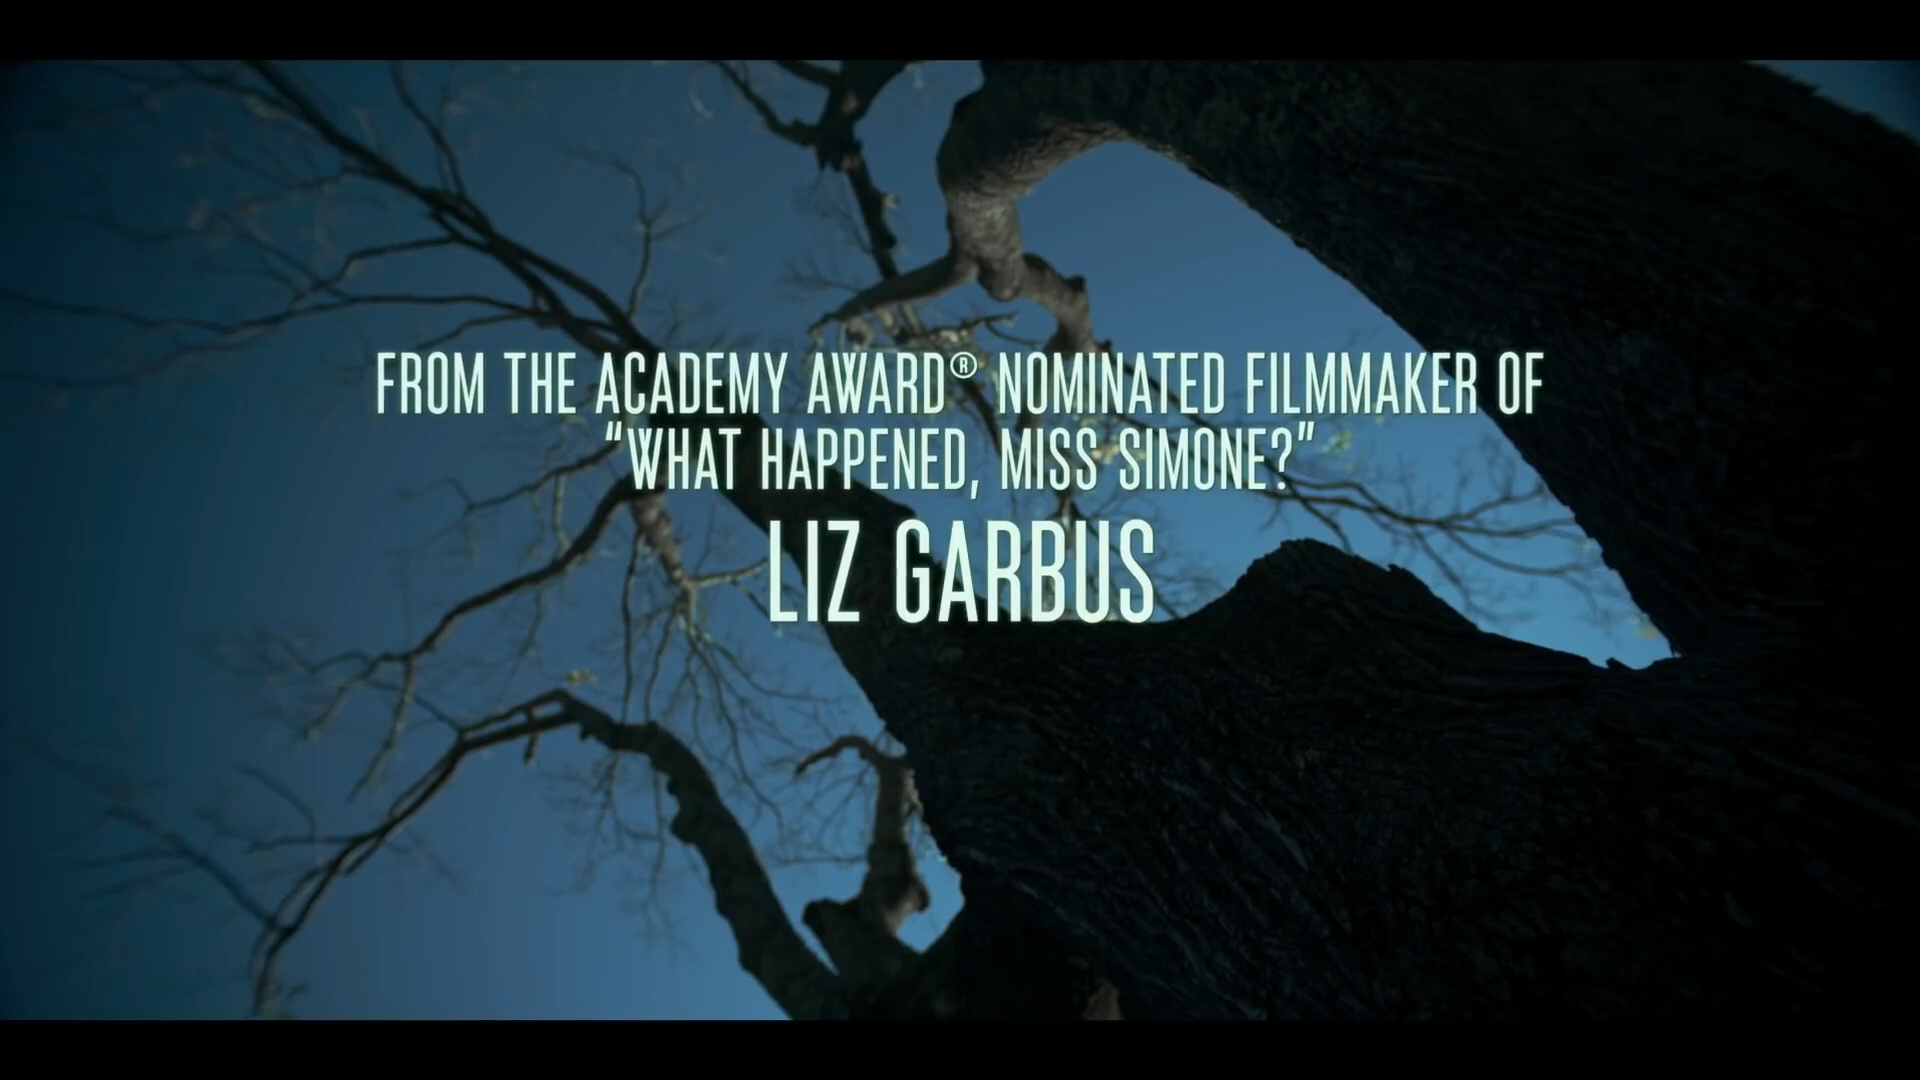 FROM THE ACADEMY AWARD® NOMINATED FILMMAKER OF
“WHAT HAPPENED, MISS SIMONE?”
LIZ GARBUS